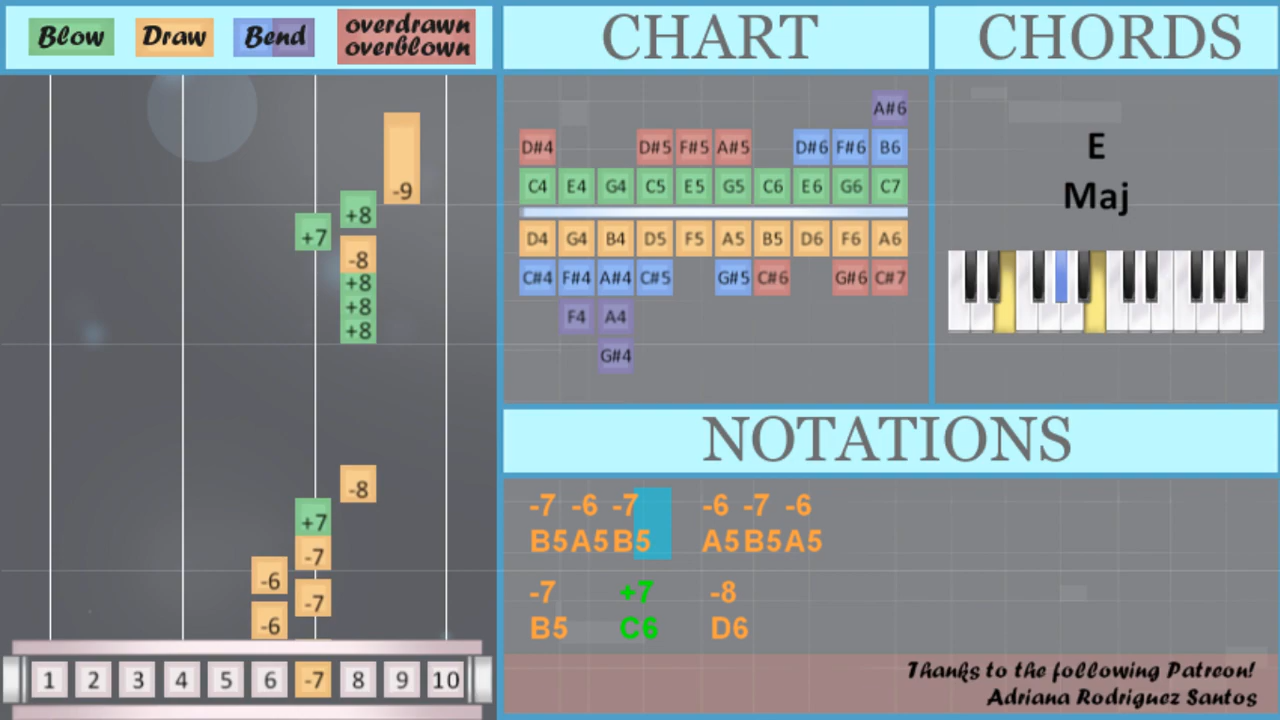 Blow Draw Bend overdrawn
overblown
CHART
CHORDS
A#6
D#4 D#5 F#5 A#5 D#6 F#6 B6
C4 E4 G4 C5 E5 G5 C6 E6 G6 C7
D4 G4 B4 D5 F5 A5 B5 D6 F6 A6
C#4 F#4 A#4 C#5 G#5 C#6 G#6 C#7
F4 A4
G#4
E
Maj
-9
+8
+7
-8
+8
+8
+8
-8
+7
-7
-6
-7
-6
1 2 3 4 5 6 -7 8 9 10
NOTATIONS
-7 -6 -7 -6 -7 -6
B5 A5 B5 A5 B5 A5
-7 +7 -8
B5 C6 D6
Thanks to the following Patreon!
Adriana Rodriguez Santos